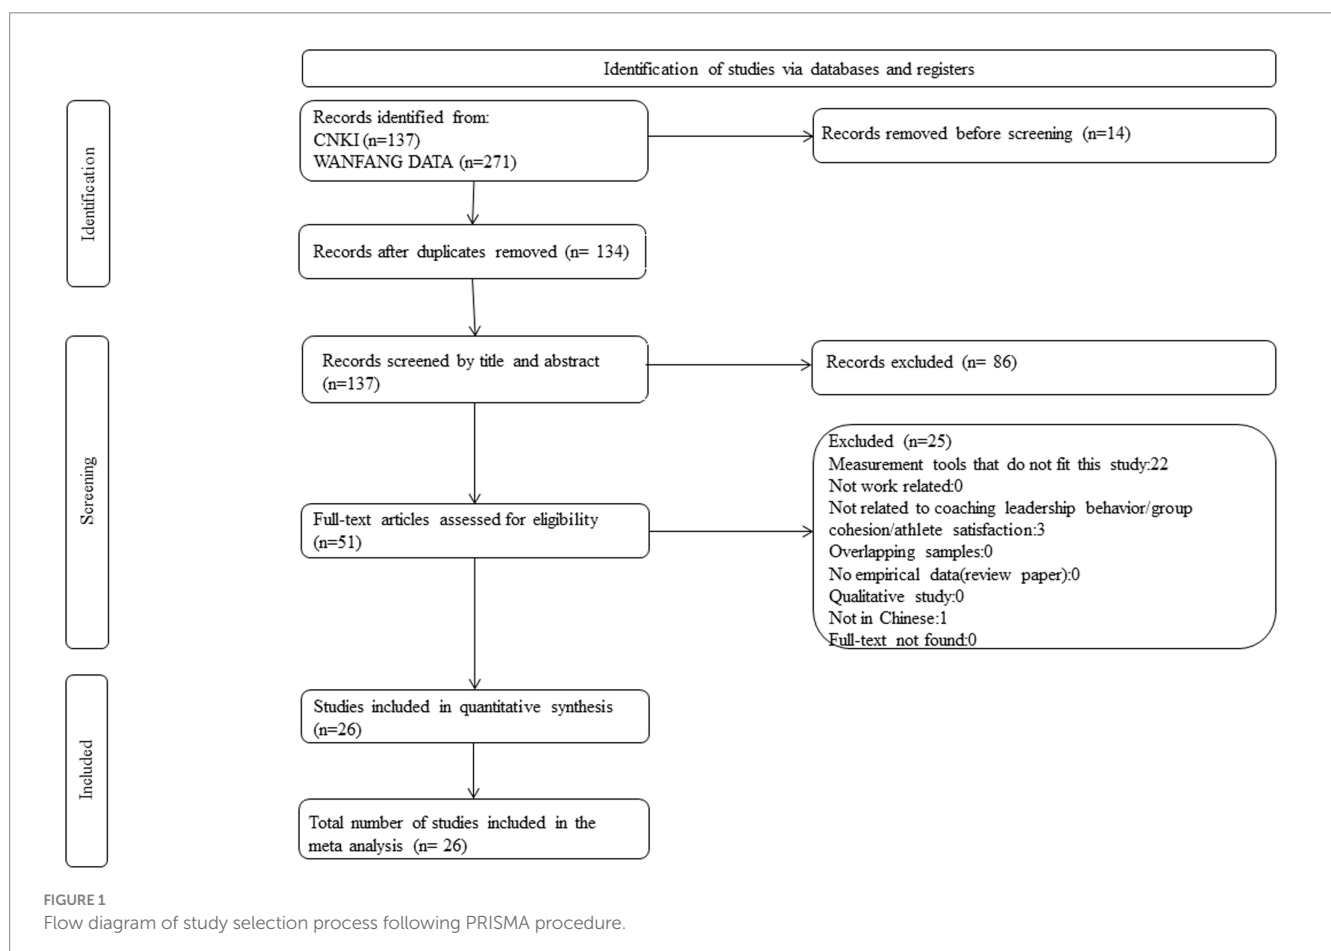 Identification of studies via databases and registers
Identification
Records identified from:
CNKI (n=137)
WANFANG DATA (n=271)
Records removed before screening (n=14)
Records after duplicates removed (n= 134)
Screening
Records screened by title and abstract
(n=137)
Records excluded (n= 86)
Full-text articles assessed for eligibility
(n=51)
Excluded (n=25)
Measurement tools that do not fit this study:22
Not work related:0
Not related to coaching leadership behavior/group
cohesion/athlete satisfaction:3
Overlapping samples:0
No empirical data(review paper):0
Qualitative study:0
Not in Chinese:1
Full-text not found:0
Included
Studies included in quantitative synthesis
(n=26)
Total number of studies included in the
meta analysis (n= 26)
FIGURE 1
Flow diagram of study selection process following PRISMA procedure.